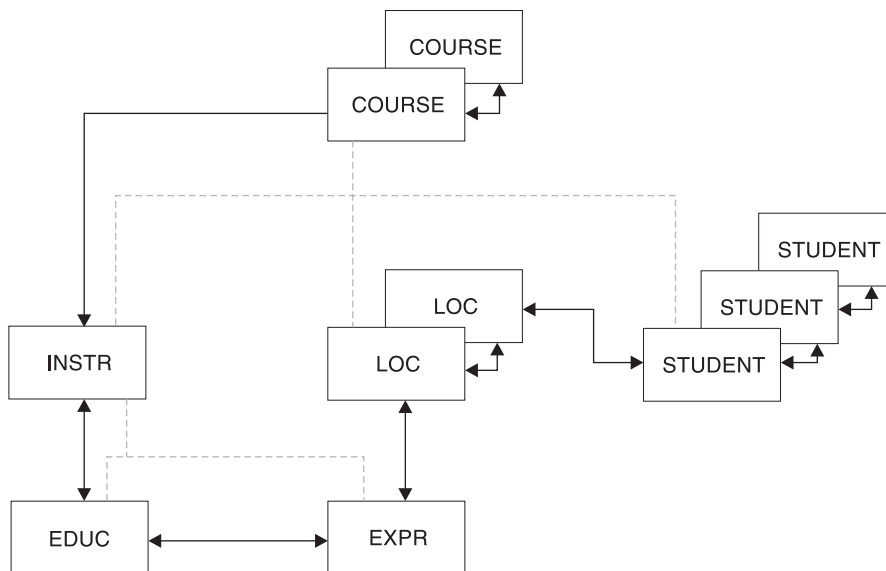 COURSE
COURSE
STUDENT
LOC
STUDENT
INSTR
LOC
STUDENT
EDUC
EXPR